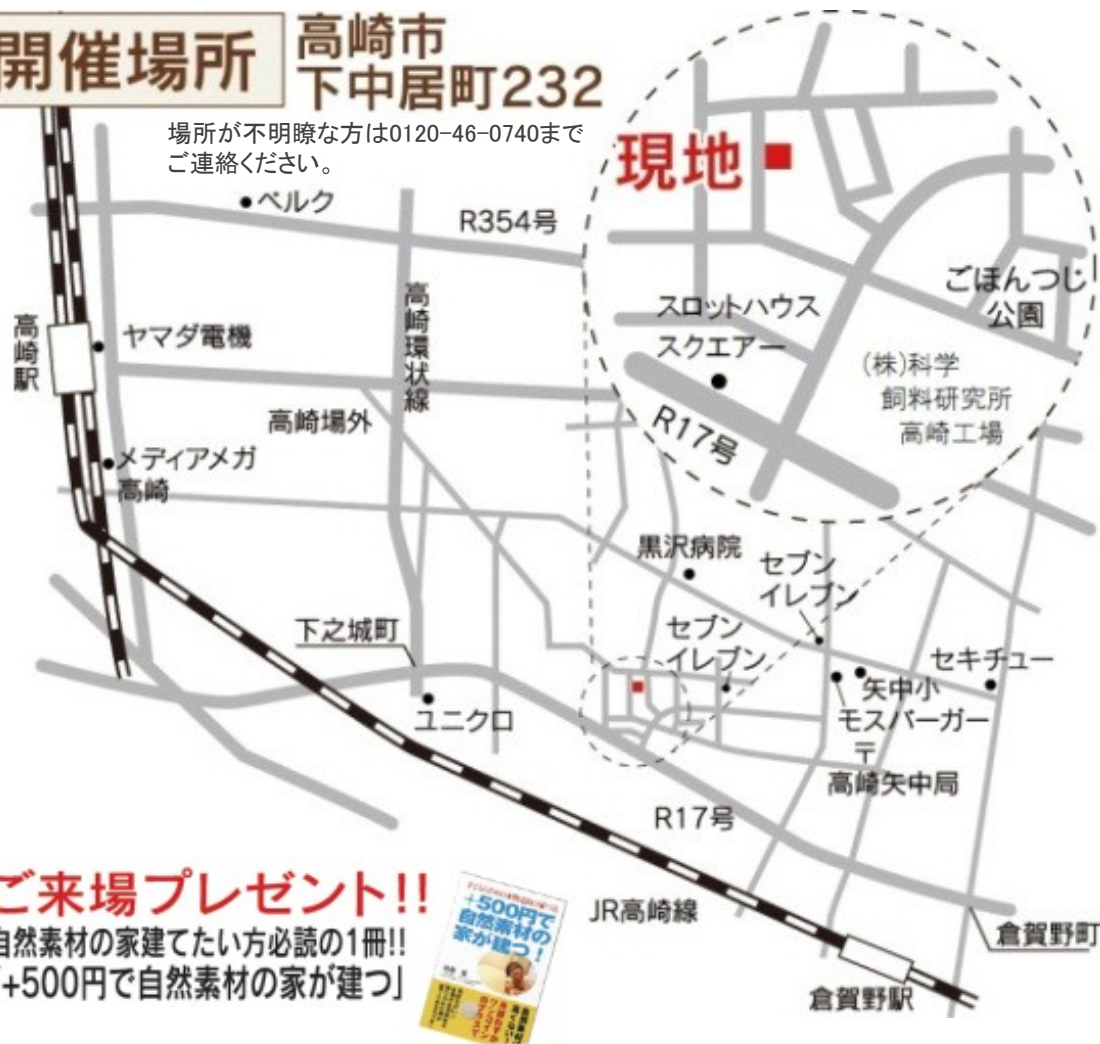 開催場所
高崎市
下中居町232
場所が不明瞭な方は0120-46-0740まで
ご連絡ください。
現地
ベルク
R354号
高崎環状線
高崎駅
ヤマダ電機
スロットハウス
スクエアー
ごほんつじ
公園
(株)科学
飼料研究所
高崎工場
R17号
高崎場外
メディアメガ
高崎
黒沢病院
セブン
イレブン
セブン
イレブン
下之城町
ユニクロ
セキチュー
矢中小
モスバーガー
〒
高崎矢中局
R17号
JR高崎線
倉賀野町
倉賀野駅
ご来場プレゼント!!
自然素材の家建てたい方必読の1冊!!
「+500円で自然素材の家が建つ」
+500円で
自然素材の
家が建つ!